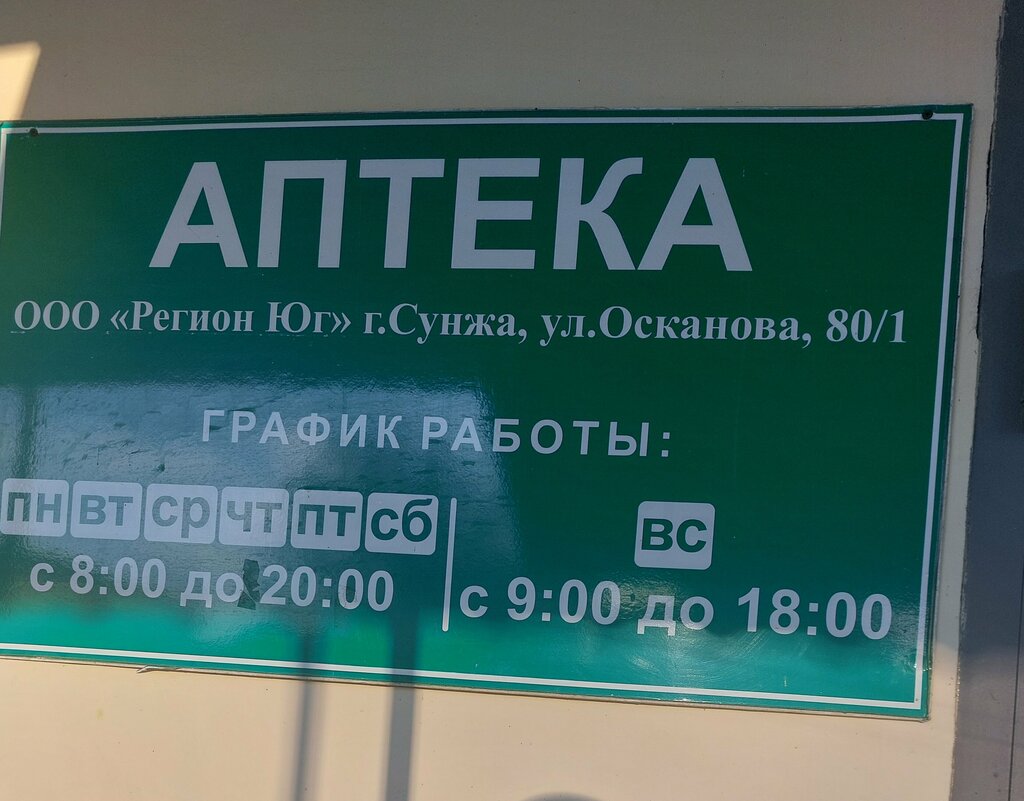 АПТЕКА
ООО «Регион Юг» г.Сунжа, ул.Осканова, 80/1
ГРАФИК РАБОТЫ:
пн вт ср чт пт сб
с 8:00 до 20:00
вс
с 9:00 до 18:00